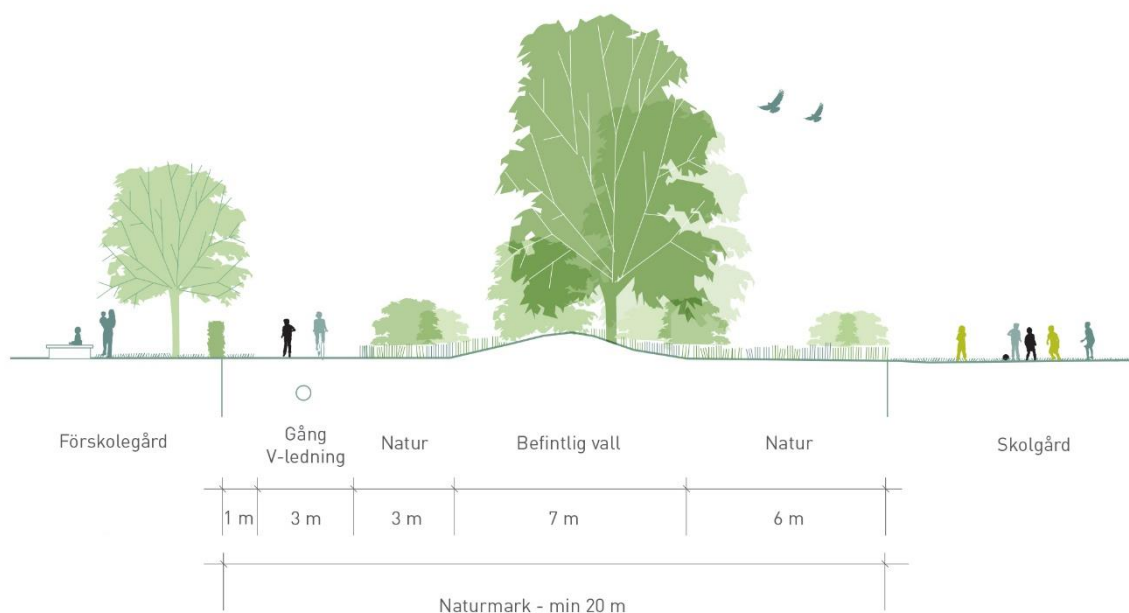 Förskolegård
Gång
V-ledning
Natur
Befintlig vall
Natur
Skolgård
1 m
3 m
3 m
7 m
6 m
Naturmark - min 20 m